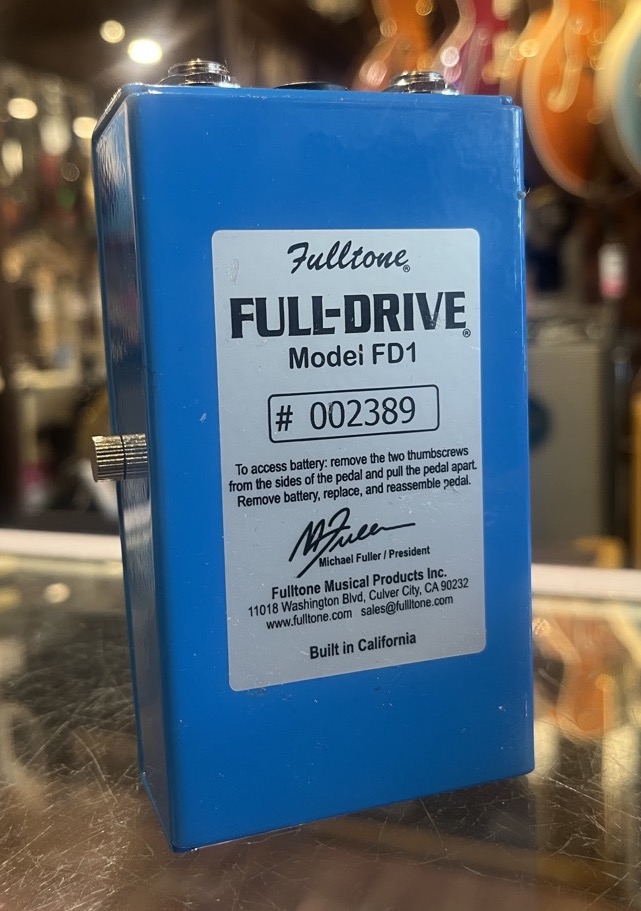 Fulltone®
FULL-DRIVE®
Model FD1
# 002389
To access battery: remove the two thumbscrews
from the sides of the pedal and pull the pedal apart.
Remove battery, replace, and reassemble pedal.
Michael Fuller / President
Fulltone Musical Products Inc.
11018 Washington Blvd, Culver City, CA 90232
www.fulltone.com sales@fullltone.com
Built in California